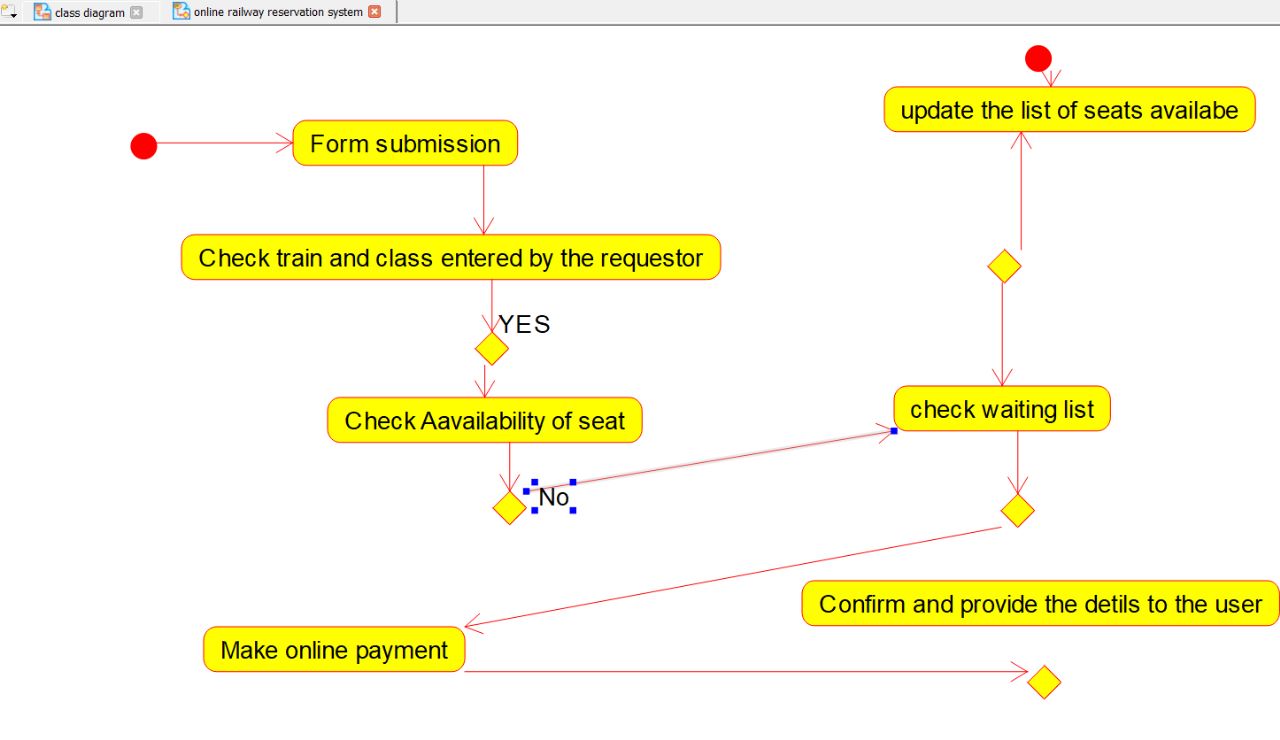 class diagram
online railway reservation system
update the list of seats availabe
Form submission
Check train and class entered by the requestor
YES
Check Aavailability of seat
check waiting list
No
Confirm and provide the detils to the user
Make online payment